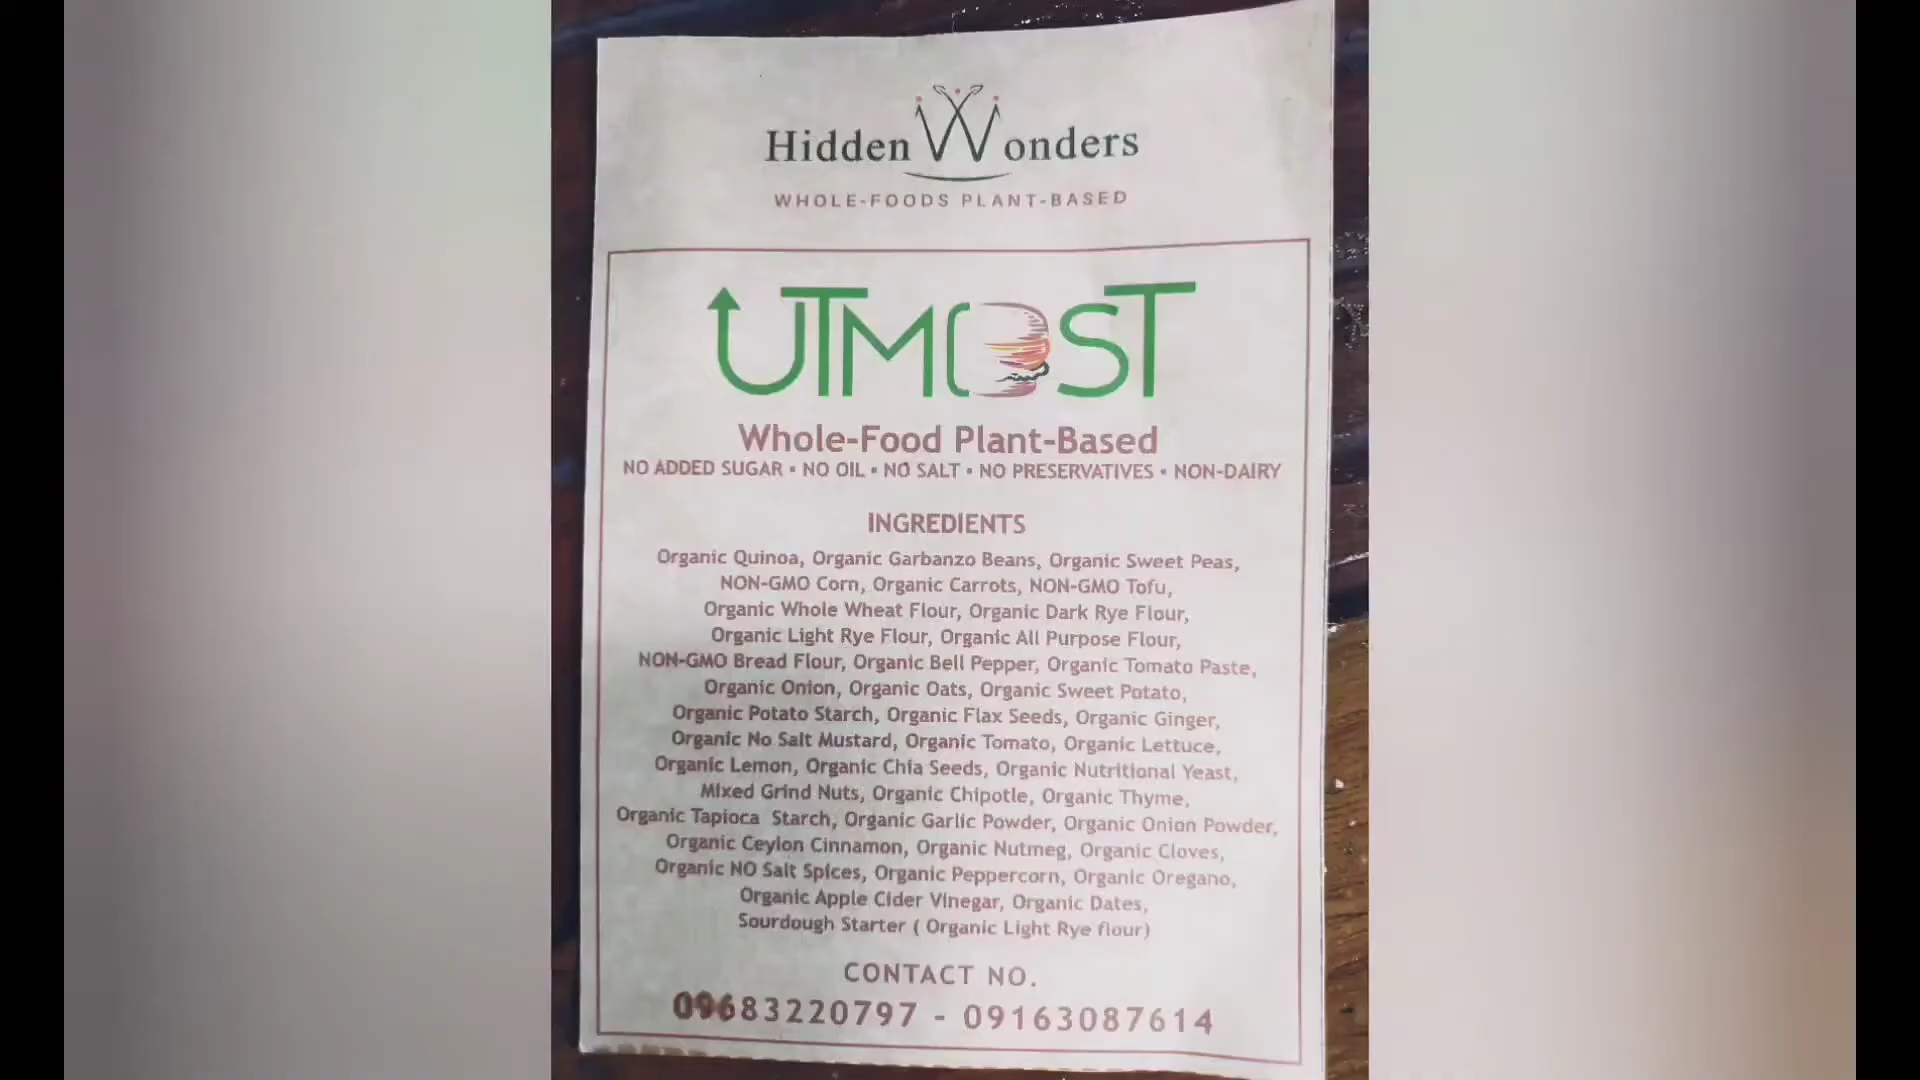 Hidden Wonders
WHOLE-FOODS PLANT-BASED
UTMOST
Whole-Food Plant-Based
NO ADDED SUGAR • NO OIL • NO SALT • NO PRESERVATIVES • NON-DAIRY
INGREDIENTS
Organic Quinoa, Organic Garbanzo Beans, Organic Sweet Peas,
NON-GMO Corn, Organic Carrots, NON-GMO Tofu,
Organic Whole Wheat Flour, Organic Dark Rye Flour,
Organic Light Rye Flour, Organic All Purpose Flour,
NON-GMO Bread Flour, Organic Bell Pepper, Organic Tomato Paste,
Organic Onion, Organic Oats, Organic Sweet Potato,
Organic Potato Starch, Organic Flax Seeds, Organic Ginger,
Organic No Salt Mustard, Organic Tomato, Organic Lettuce,
Organic Lemon, Organic Chia Seeds, Organic Nutritional Yeast,
Mixed Grind Nuts, Organic Chipotle, Organic Thyme,
Organic Tapioca Starch, Organic Garlic Powder, Organic Onion Powder,
Organic Ceylon Cinnamon, Organic Nutmeg, Organic Cloves,
Organic NO Salt Spices, Organic Peppercorn, Organic Oregano,
Organic Apple Cider Vinegar, Organic Dates,
Sourdough Starter ( Organic Light Rye flour)
CONTACT NO.
09683220797 - 09163087614